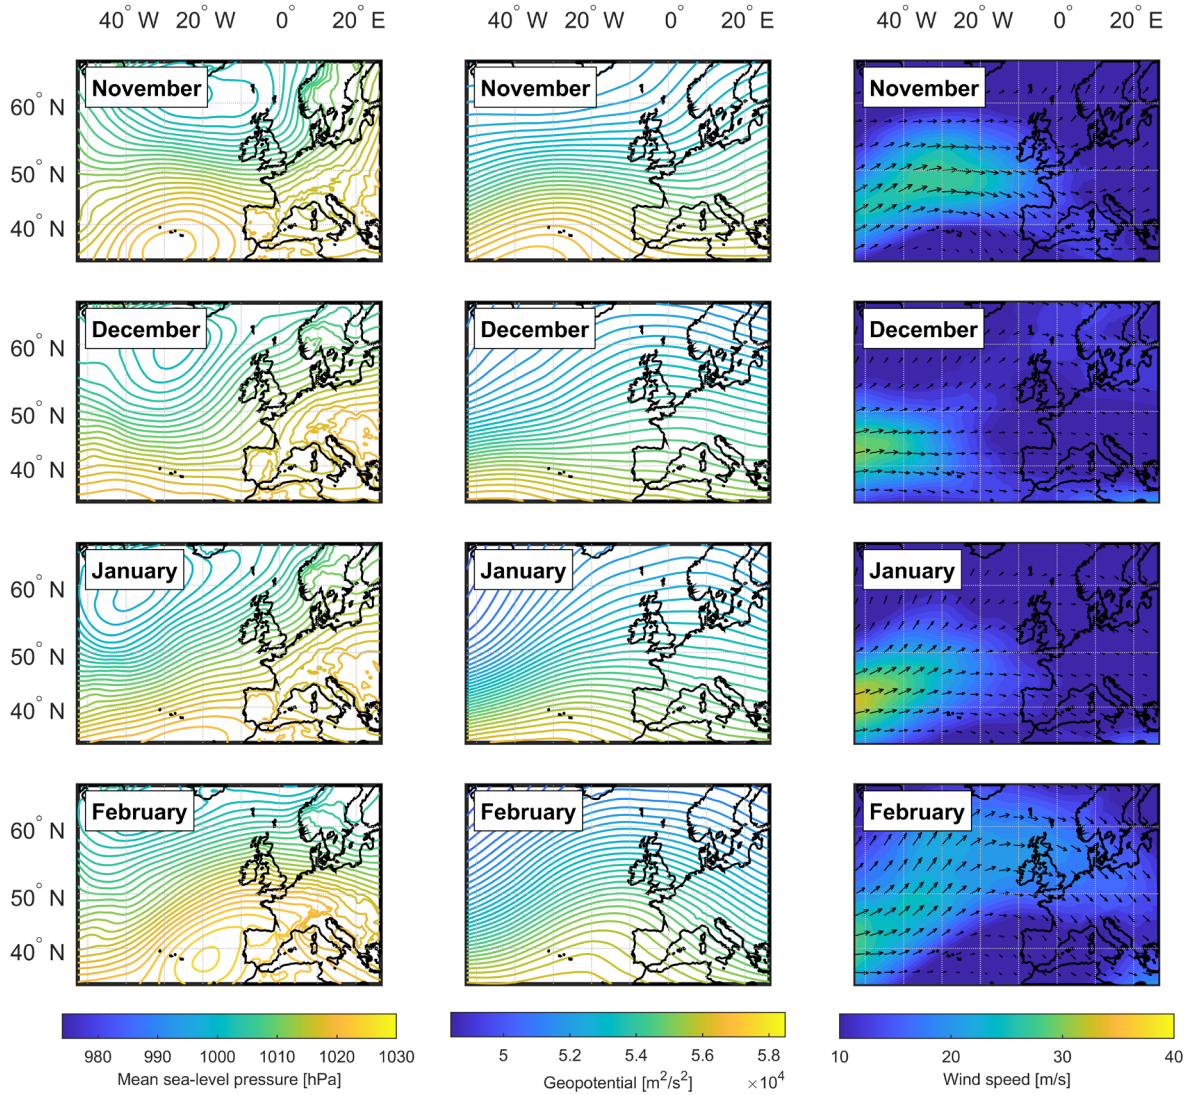 40° W 20° W 0° 20° E 40° W 20° W 0° 20° E 40° W 20° W 0° 20° E
November November November
60° N
50° N
40° N
December December December
60° N
50° N
40° N
January January January
60° N
50° N
40° N
February February February
60° N
50° N
40° N
980 990 1000 1010 1020 1030 5 5.2 5.4 5.6 5.8 10 20 30 40
Mean sea-level pressure [hPa] Geopotential [m²/s²] ×10⁴ Wind speed [m/s]